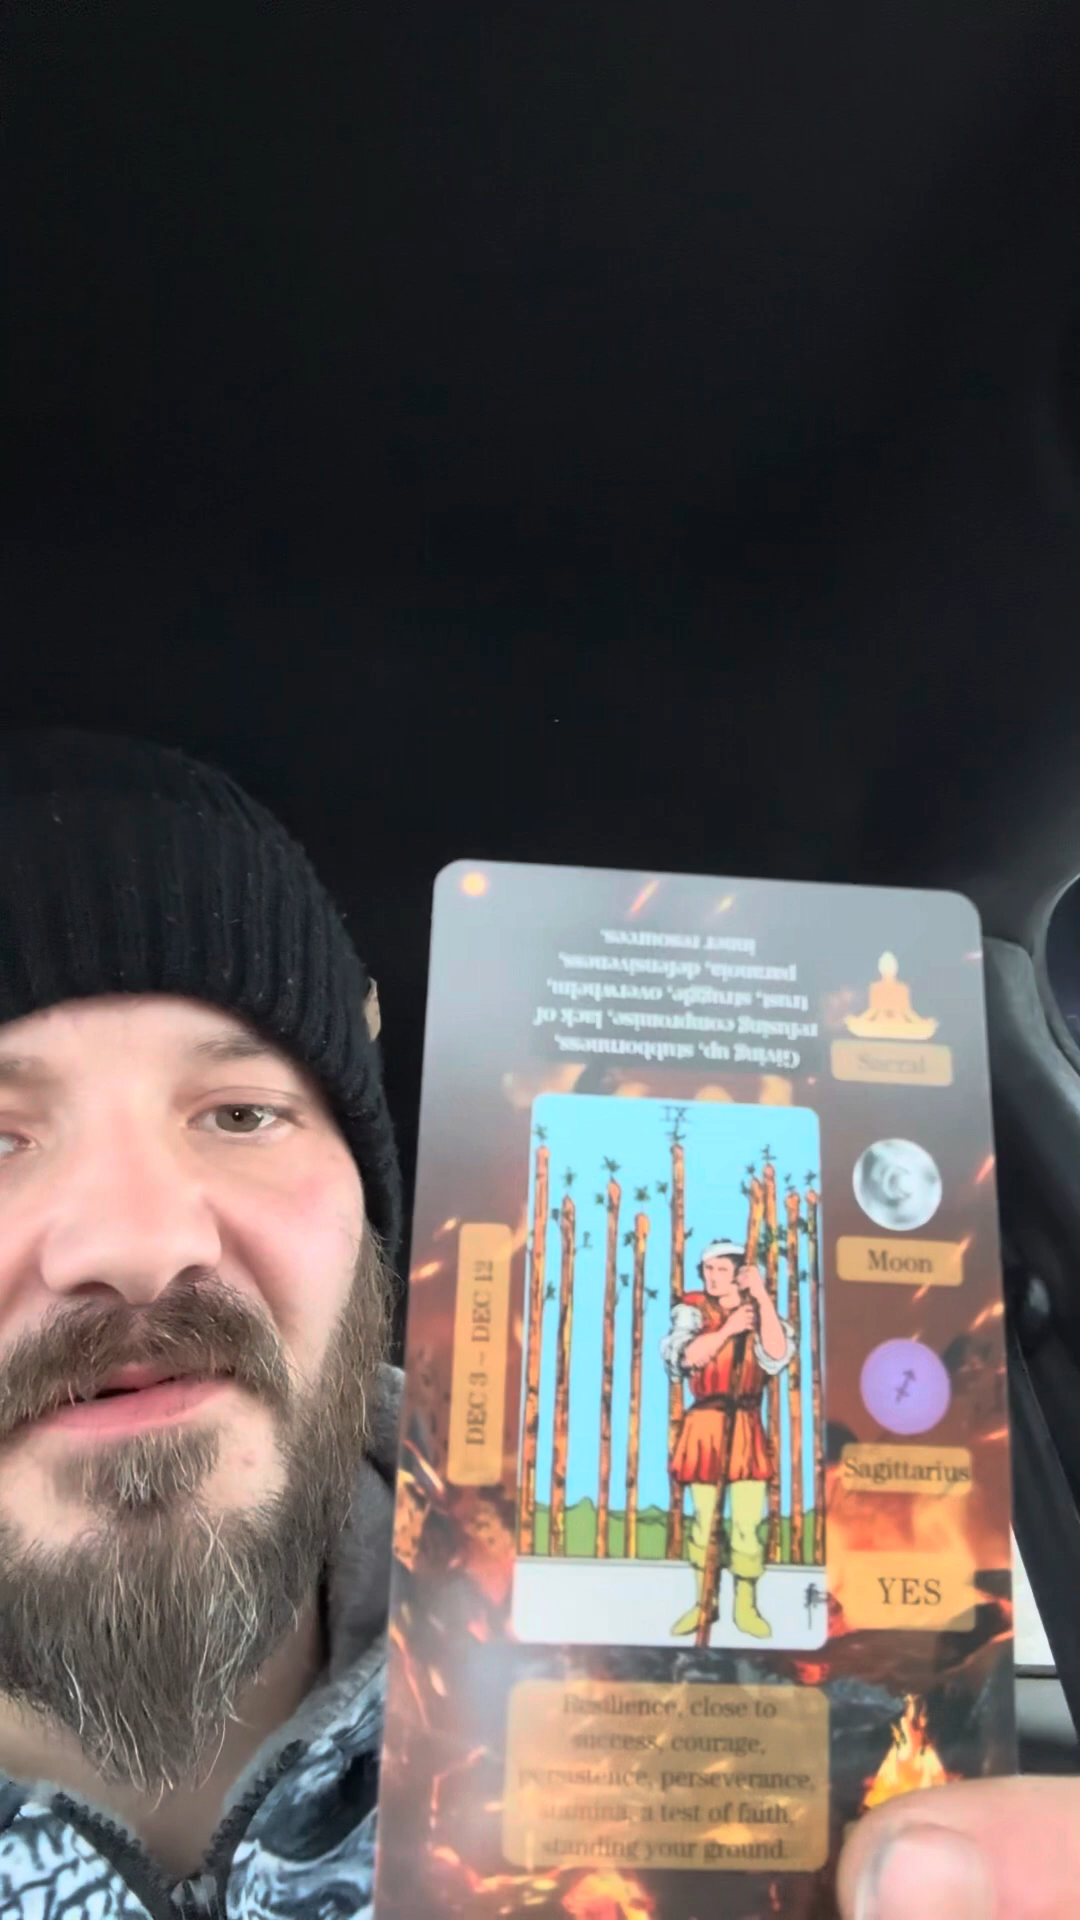 Giving up, stubbornness,
refusing compromise, lack of
trust, struggle, overwhelm,
paranoia, defensiveness,
inner resources.
Sacral
IX
Moon
DEC 3 ~ DEC 12
Sagittarius
YES
Resilience, close to
success, courage,
persistence, perseverance,
stamina, a test of faith,
standing your ground.